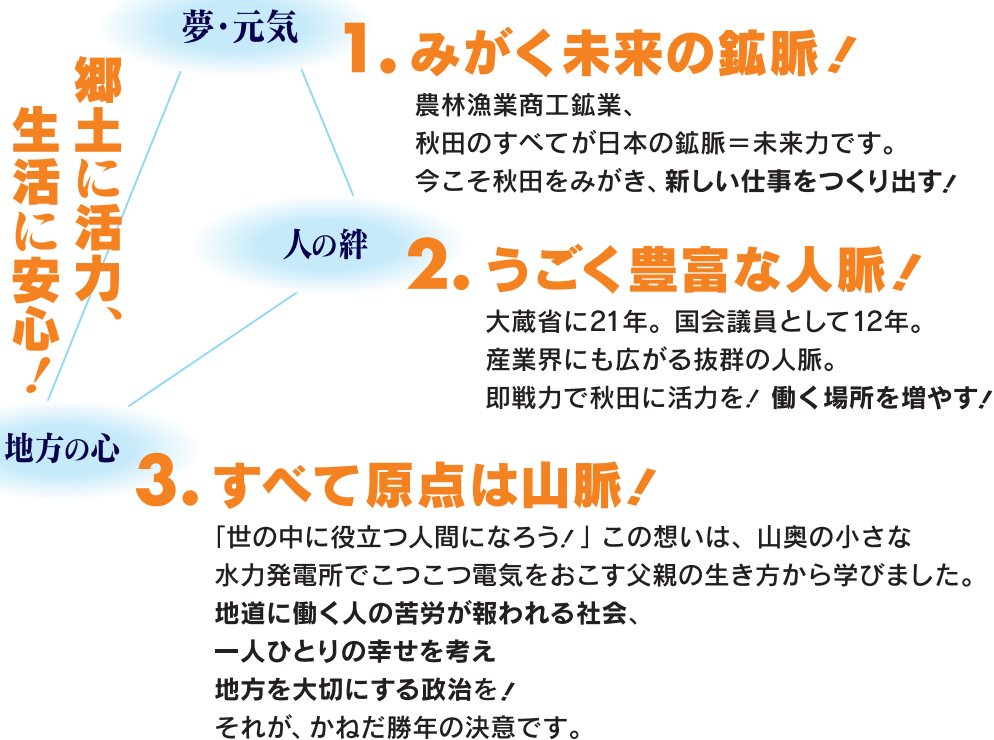 郷土に活力、
生活に安心！
夢・元気
1. みがく未来の鉱脈！
農林漁業商工鉱業、
秋田のすべてが日本の鉱脈＝未来力です。
今こそ秋田をみがき、新しい仕事をつくり出す！
人の絆
2. うごく豊富な人脈！
大蔵省に21年。国会議員として12年。
産業界にも広がる抜群の人脈。
即戦力で秋田に活力を！ 働く場所を増やす！
地方の心
3. すべて原点は山脈！
「世の中に役立つ人間になろう！」この想いは、山奥の小さな
水力発電所でこつこつ電気をおこす父親の生き方から学びました。
地道に働く人の苦労が報われる社会、
一人ひとりの幸せを考え
地方を大切にする政治を！
それが、かねだ勝年の決意です。